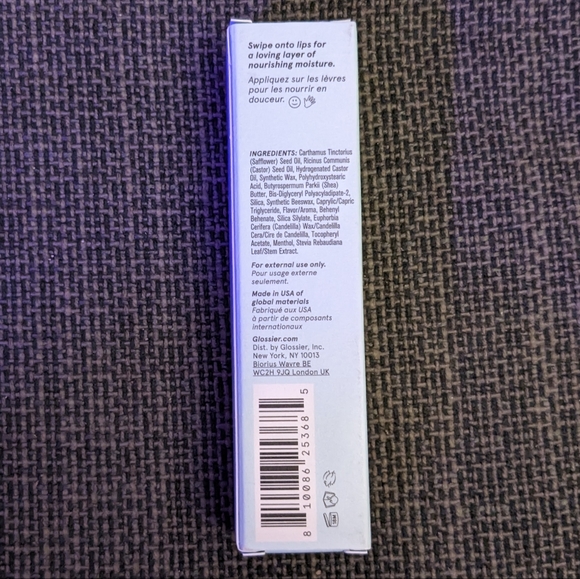 Swipe onto lips for
a loving layer of
nourishing moisture.
Appliquez sur les lèvres
pour les nourrir en
douceur.
INGREDIENTS: Carthamus Tinctorius
(Safflower) Seed Oil, Ricinus Communis
(Castor) Seed Oil, Hydrogenated Castor
Oil, Synthetic Wax, Polyhydroxystearic
Acid, Butyrospermum Parkii (Shea)
Butter, Bis-Diglyceryl Polyacyladipate-2,
Silica, Synthetic Beeswax, Caprylic/Capric
Triglyceride, Flavor/Aroma, Behenyl
Behenate, Silica Silylate, Euphorbia
Cerifera (Candelilla) Wax/Candelilla
Cera/Cire de Candelilla, Tocopheryl
Acetate, Menthol, Stevia Rebaudiana
Leaf/Stem Extract.
For external use only.
Pour usage externe
seulement.
Made in USA of
global materials
Fabriqué aux USA
à partir de composants
internationaux
Glossier.com
Dist. by Glossier, Inc.
New York, NY 10013
Biorius Wavre BE
WC2H 9JQ London UK
8 10086 25368 5